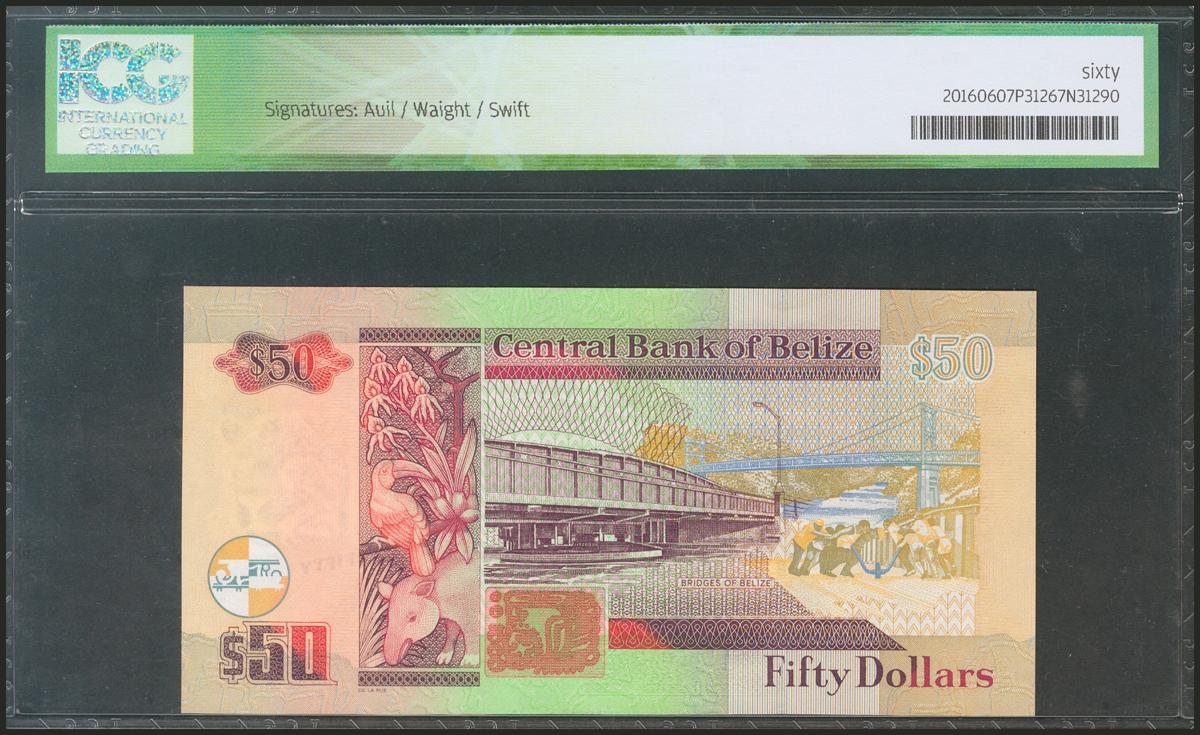 ICG
INTERNATIONAL
CURRENCY
GRADING
Signatures: Auil / Waight / Swift
sixty
20160607P31267N31290
Central Bank of Belize
$50
$50
BRIDGES OF BELIZE
$50
DE LA RUE
Fifty Dollars